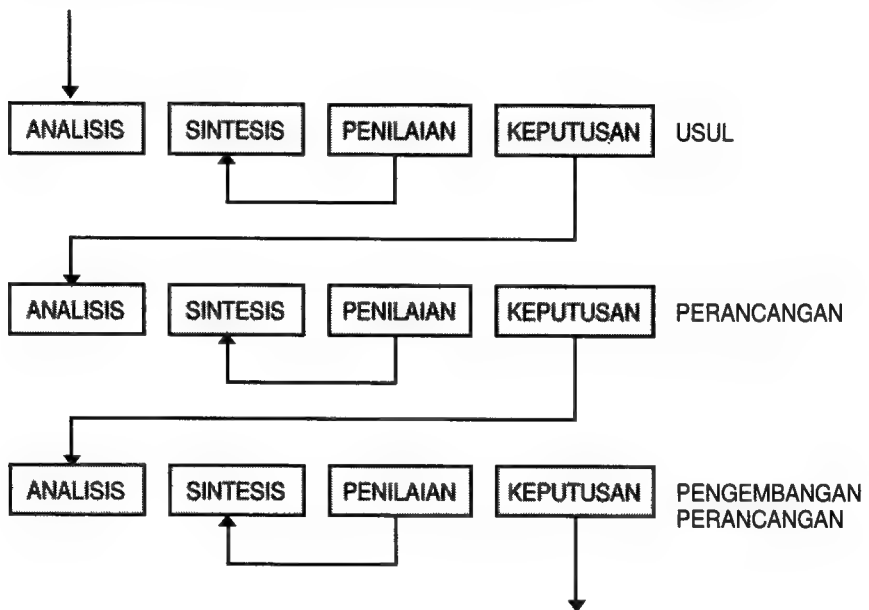 ANALISIS SINTESIS PENILAIAN KEPUTUSAN USUL
ANALISIS SINTESIS PENILAIAN KEPUTUSAN PERANCANGAN
ANALISIS SINTESIS PENILAIAN KEPUTUSAN PENGEMBANGAN
PERANCANGAN